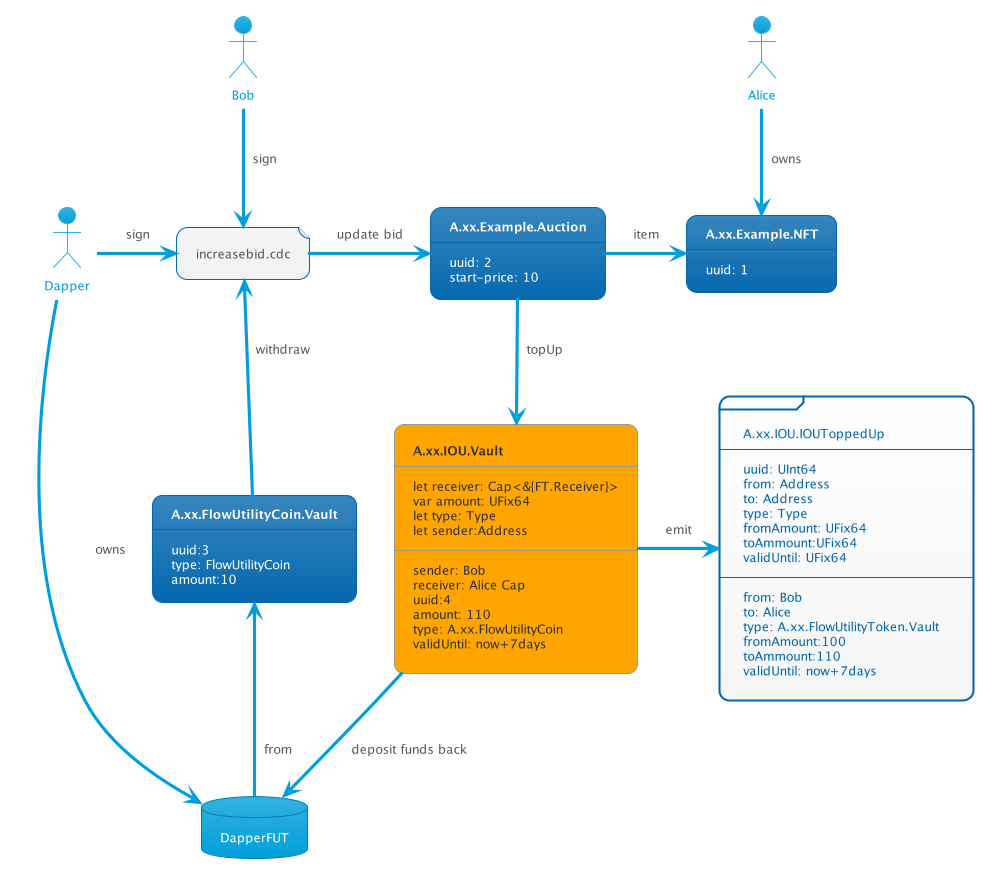 Bob
Alice
sign
owns
Dapper
sign
increasebid.cdc
update bid
A.xx.Example.Auction
uuid: 2
start-price: 10
item
A.xx.Example.NFT
uuid: 1
withdraw
topUp
A.xx.IOU.Vault
let receiver: Cap<&{FT.Receiver}>
var amount: UFix64
let type: Type
let sender:Address
sender: Bob
receiver: Alice Cap
uuid:4
amount: 110
type: A.xx.FlowUtilityCoin
validUntil: now+7days
emit
A.xx.IOU.IOUToppedUp
uuid: UInt64
from: Address
to: Address
type: Type
fromAmount: UFix64
toAmmount:UFix64
validUntil: UFix64
from: Bob
to: Alice
type: A.xx.FlowUtilityToken.Vault
fromAmount:100
toAmmount:110
validUntil: now+7days
owns
A.xx.FlowUtilityCoin.Vault
uuid:3
type: FlowUtilityCoin
amount:10
from
deposit funds back
DapperFUT